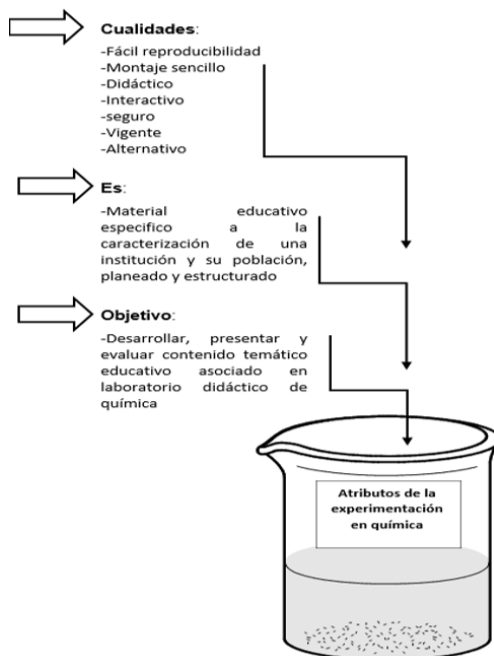 Cualidades:
-Fácil reproducibilidad
-Montaje sencillo
-Didáctico
-Interactivo
-seguro
-Vigente
-Alternativo
Es:
-Material educativo
especifico a la
caracterización de una
institución y su población,
planeado y estructurado
Objetivo:
-Desarrollar, presentar y
evaluar contenido temático
educativo asociado en
laboratorio didáctico de
química
Atributos de la
experimentación
en química